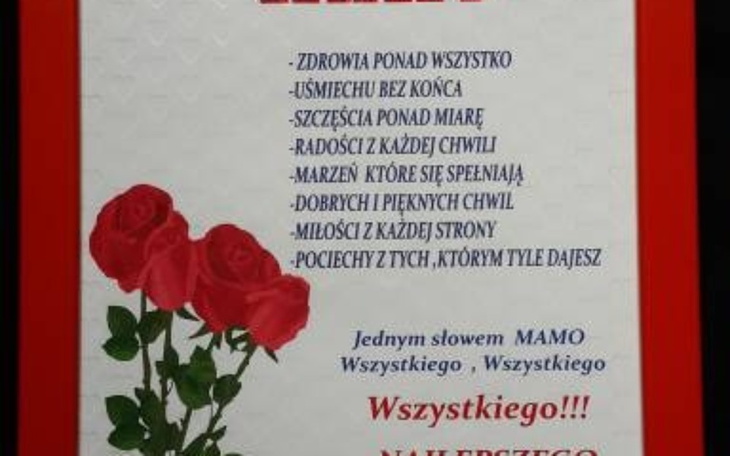 - ZDROWIA PONAD WSZYSTKO
-UŚMIECHU BEZ KOŃCA
-SZCZĘŚCIA PONAD MIARĘ
-RADOŚCI Z KAŻDEJ CHWILI
-MARZEŃ KTÓRE SIĘ SPEŁNIAJĄ
-DOBRYCH I PIĘKNYCH CHWIL
-MIŁOŚCI Z KAŻDEJ STRONY
-POCIECHY Z TYCH ,KTÓRYM TYLE DAJESZ
Jednym słowem MAMO
Wszystkiego , Wszystkiego
Wszystkiego!!!
NAJLEPSZEGO